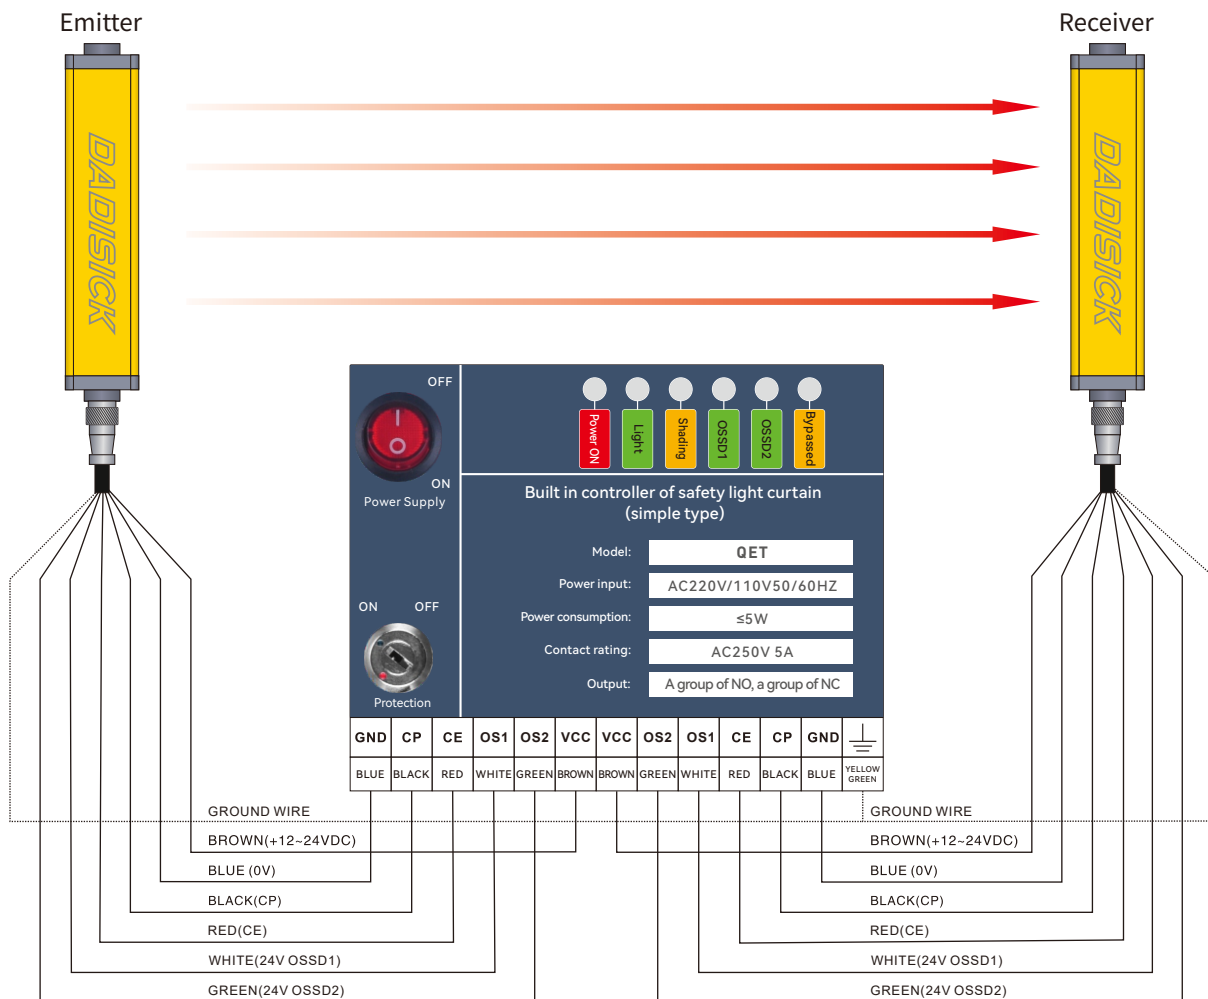 Emitter
Receiver
DADISICK
DADISICK
OFF
ON
Power Supply
ON
OFF
Protection
Power ON
Light
Shading
OSSD1
OSSD2
Bypassed
Built in controller of safety light curtain
(simple type)
Model: QET
Power input: AC220V/110V50/60HZ
Power consumption: ≤5W
Contact rating: AC250V 5A
Output: A group of NO, a group of NC
GND CP CE OS1 OS2 VCC VCC OS2 OS1 CE CP GND
BLUE BLACK RED WHITE GREEN BROWN BROWN GREEN WHITE RED BLACK BLUE YELLOW
GREEN
GROUND WIRE
BROWN(+12~24VDC)
BLUE (0V)
BLACK(CP)
RED(CE)
WHITE(24V OSSD1)
GREEN(24V OSSD2)
GROUND WIRE
BROWN(+12~24VDC)
BLUE (0V)
BLACK(CP)
RED(CE)
WHITE(24V OSSD1)
GREEN(24V OSSD2)